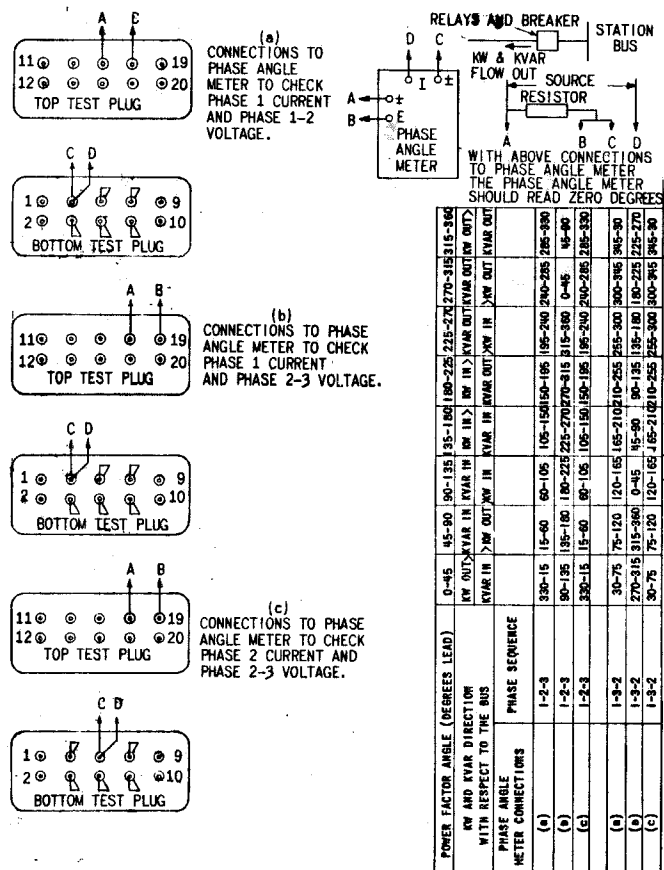 A E
11 19
12 20
TOP TEST PLUG
(a)
CONNECTIONS TO
PHASE ANGLE
METER TO CHECK
PHASE 1 CURRENT
AND PHASE 1-2
VOLTAGE.
C D
1 9
2 10
BOTTOM TEST PLUG
A B
11 19
12 20
TOP TEST PLUG
(b)
CONNECTIONS TO PHASE
ANGLE METER TO CHECK
PHASE 1 CURRENT
AND PHASE 2-3 VOLTAGE.
C D
1 9
2 10
BOTTOM TEST PLUG
A B
11 19
12 20
TOP TEST PLUG
(c)
CONNECTIONS TO PHASE
ANGLE METER TO CHECK
PHASE 2 CURRENT AND
PHASE 2-3 VOLTAGE.
C D
1 9
2 10
BOTTOM TEST PLUG
RELAYS AND BREAKER
STATION
BUS
KW & KVAR
FLOW OUT
D C
I ±
A ±
B E
PHASE
ANGLE
METER
SOURCE
RESISTOR
A B C D
WITH ABOVE CONNECTIONS
TO PHASE ANGLE METER
THE PHASE ANGLE METER
SHOULD READ ZERO DEGREES
POWER FACTOR ANGLE (DEGREES LEAD) 0-45 45-90 90-135 135-180 180-225 225-270 270-315 315-360
KW AND KVAR DIRECTION KW OUT> KVAR IN KVAR IN KW IN> KW IN> KVAR OUT KVAR OUT KW OUT>
WITH RESPECT TO THE BUS KVAR IN >KW OUT >KW IN KVAR IN KVAR OUT >KW IN >KW OUT KVAR OUT
PHASE ANGLE
METER CONNECTIONS PHASE SEQUENCE
(a) 1-2-3 330-15 15-60 60-105 105-150 150-195 195-240 240-285 285-330
(b) 1-2-3 90-135 135-180 180-225 225-270 270-315 315-360 0-45 45-90
(c) 1-2-3 330-15 15-60 60-105 105-150 150-195 195-240 240-285 285-330
(a) 1-3-2 30-75 75-120 120-165 165-210 210-255 255-300 300-345 345-30
(b) 1-3-2 270-315 315-360 0-45 45-90 90-135 135-180 180-225 225-270
(c) 1-3-2 30-75 75-120 120-165 165-210 210-255 255-300 300-345 345-30